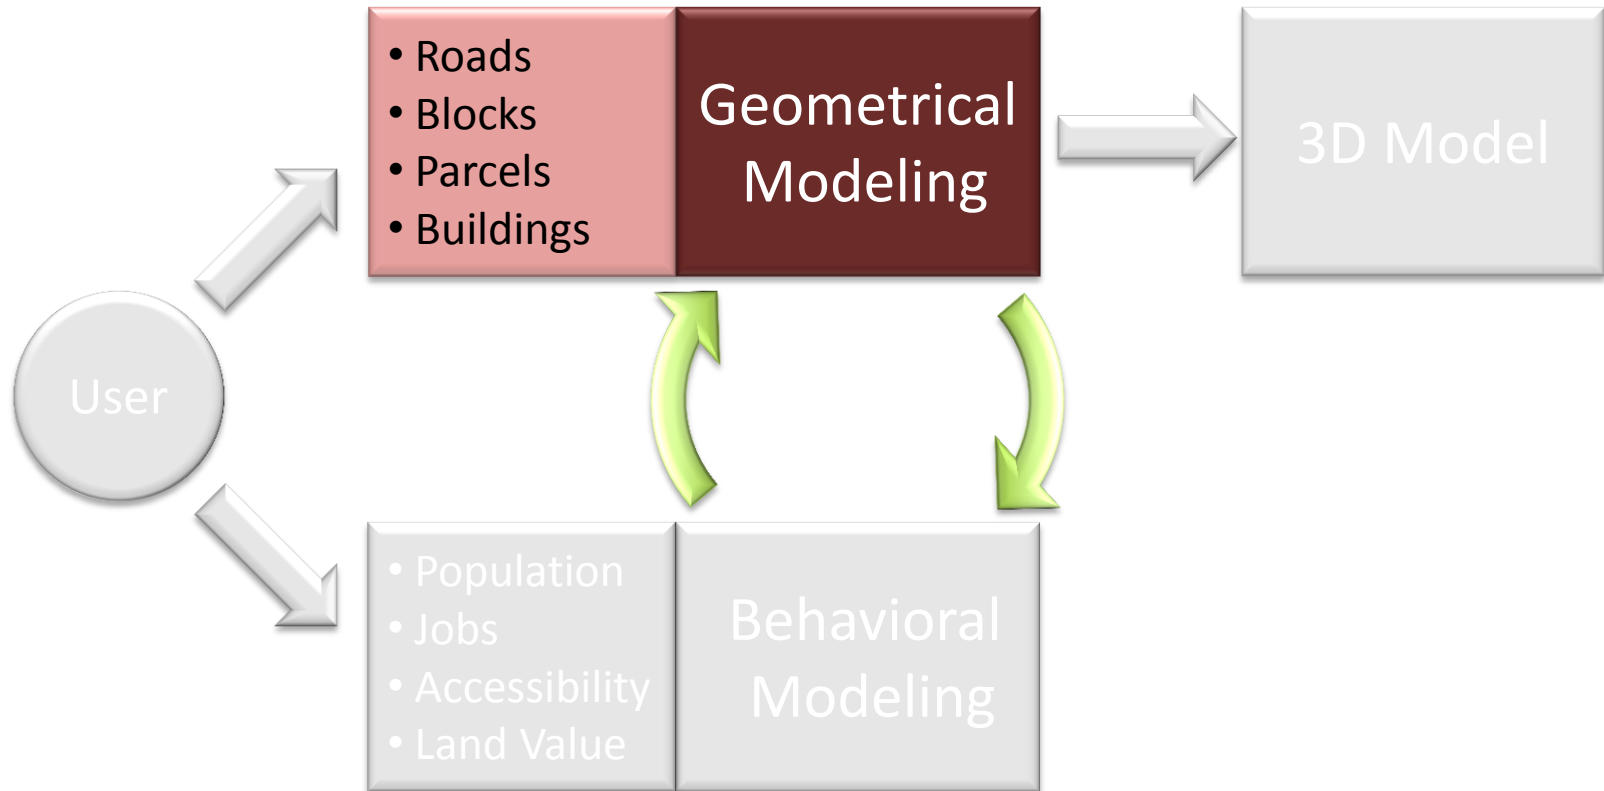 • Roads
• Blocks
• Parcels
• Buildings
Geometrical
Modeling
3D Model
User
• Population
• Jobs
• Accessibility
• Land Value
Behavioral
Modeling